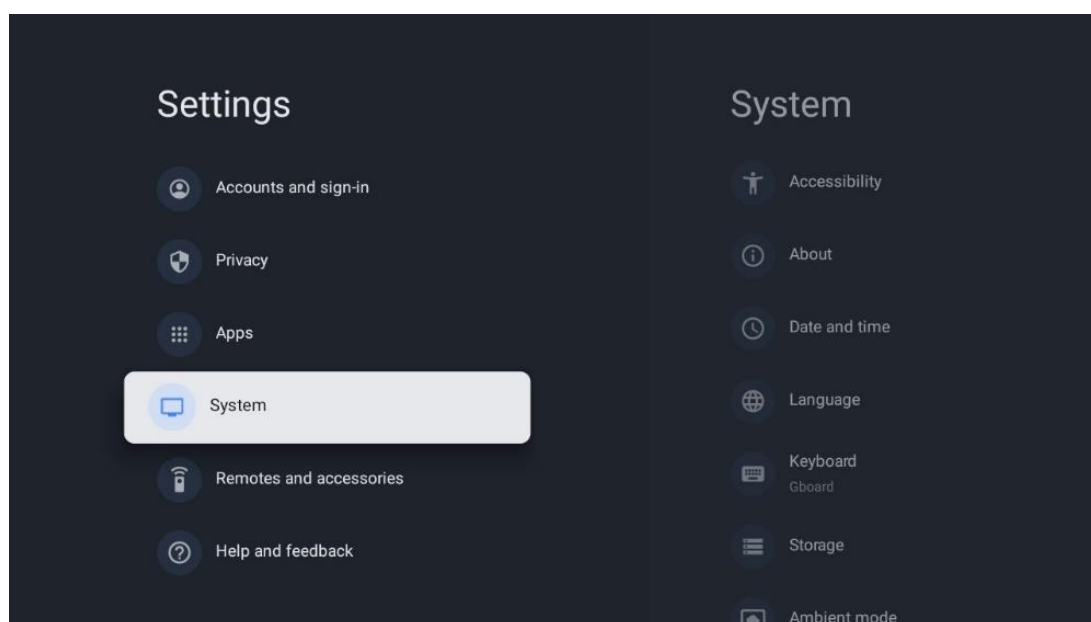 Settings
Accounts and sign-in
Privacy
Apps
System
Remotes and accessories
Help and feedback
System
Accessibility
About
Date and time
Language
Keyboard
Gboard
Storage
Ambient mode